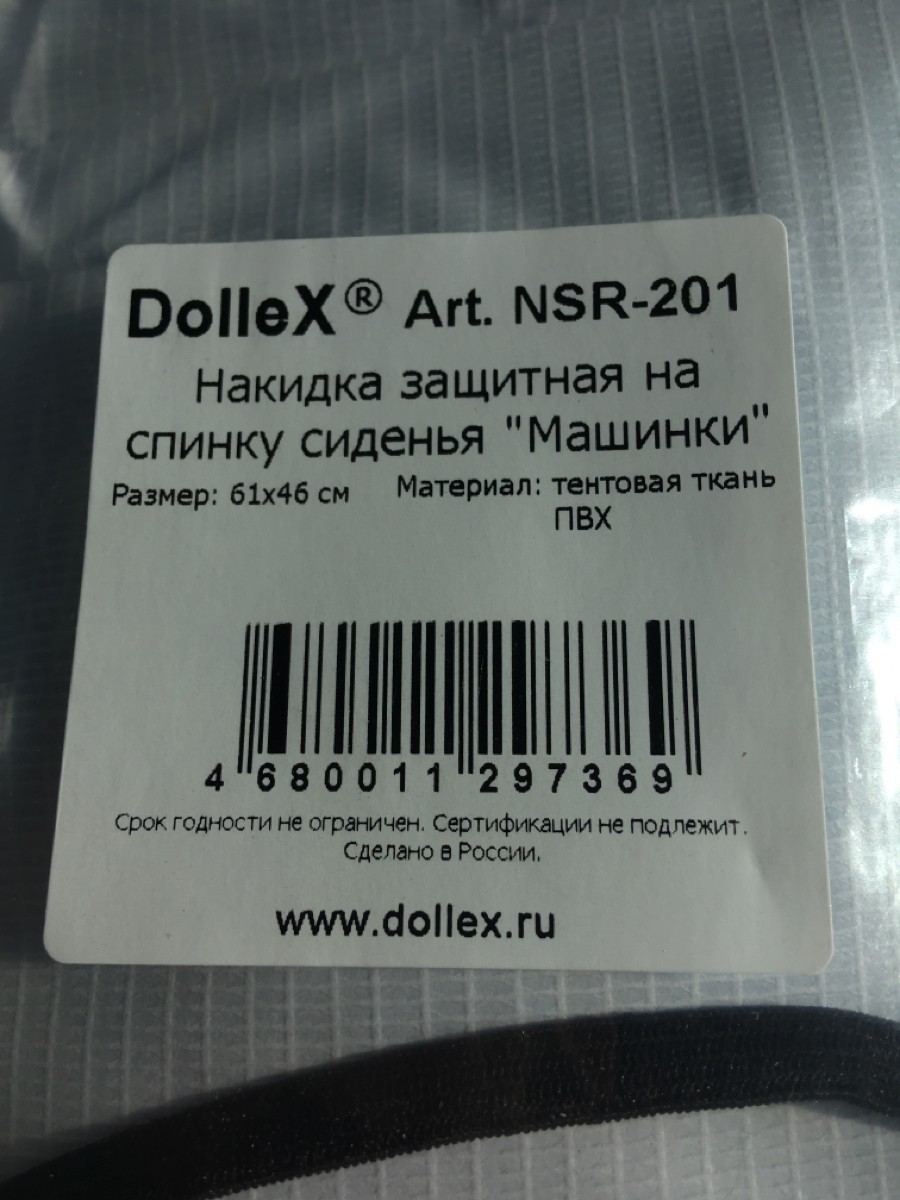 DolleX® Art. NSR-201
Накидка защитная на
спинку сиденья "Машинки"
Размер: 61х46 см Материал: тентовая ткань
ПВХ
4 680011 297369
Срок годности не ограничен. Сертификации не подлежит.
Сделано в России.
www.dollex.ru